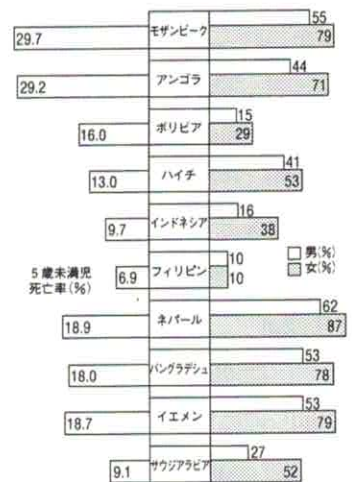 55
29.7 モザンビーク 79
44
29.2 アンゴラ 71
15
16.0 ボリビア 29
41
13.0 ハイチ 53
16
9.7 インドネシア 38
10
5歳未満児
死亡率(%)
6.9 フィリピン 10
男(%)
女(%)
62
18.9 ネパール 87
53
18.0 バングラデシュ 78
53
18.7 イエメン 79
27
9.1 サウジアラビア 52